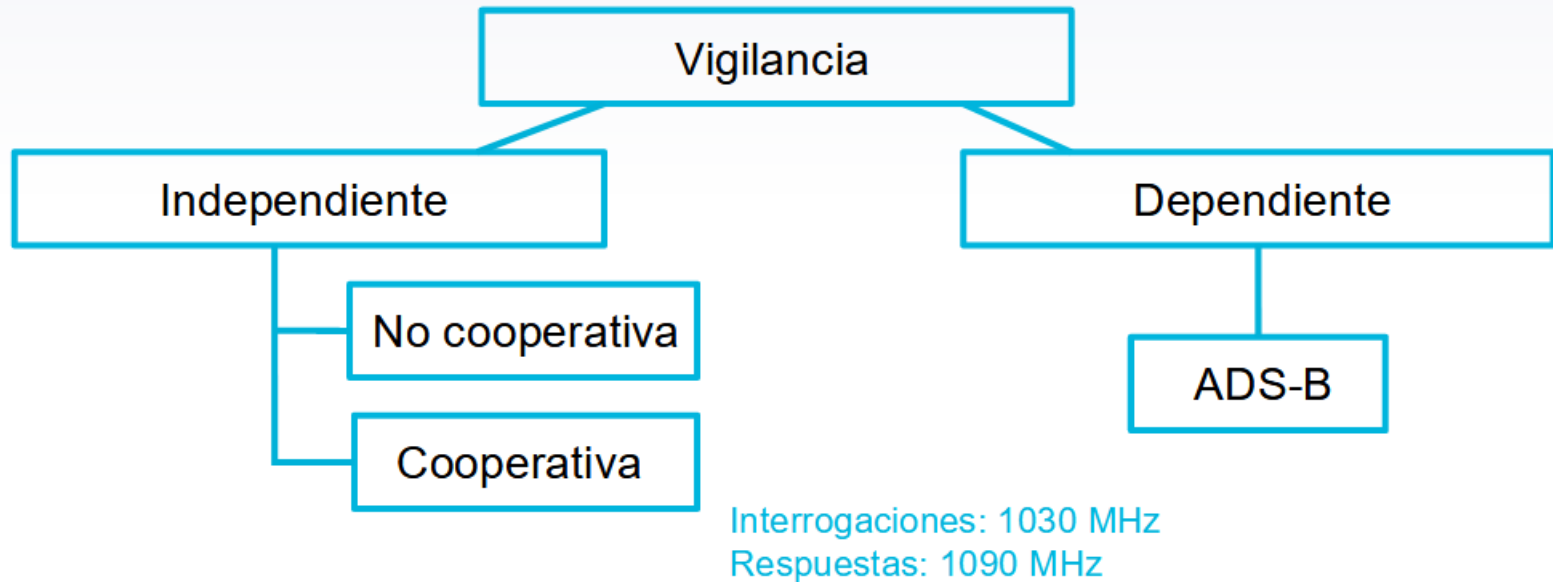 Vigilancia
Independiente
Dependiente
No cooperativa
ADS-B
Cooperativa
Interrogaciones: 1030 MHz
Respuestas: 1090 MHz